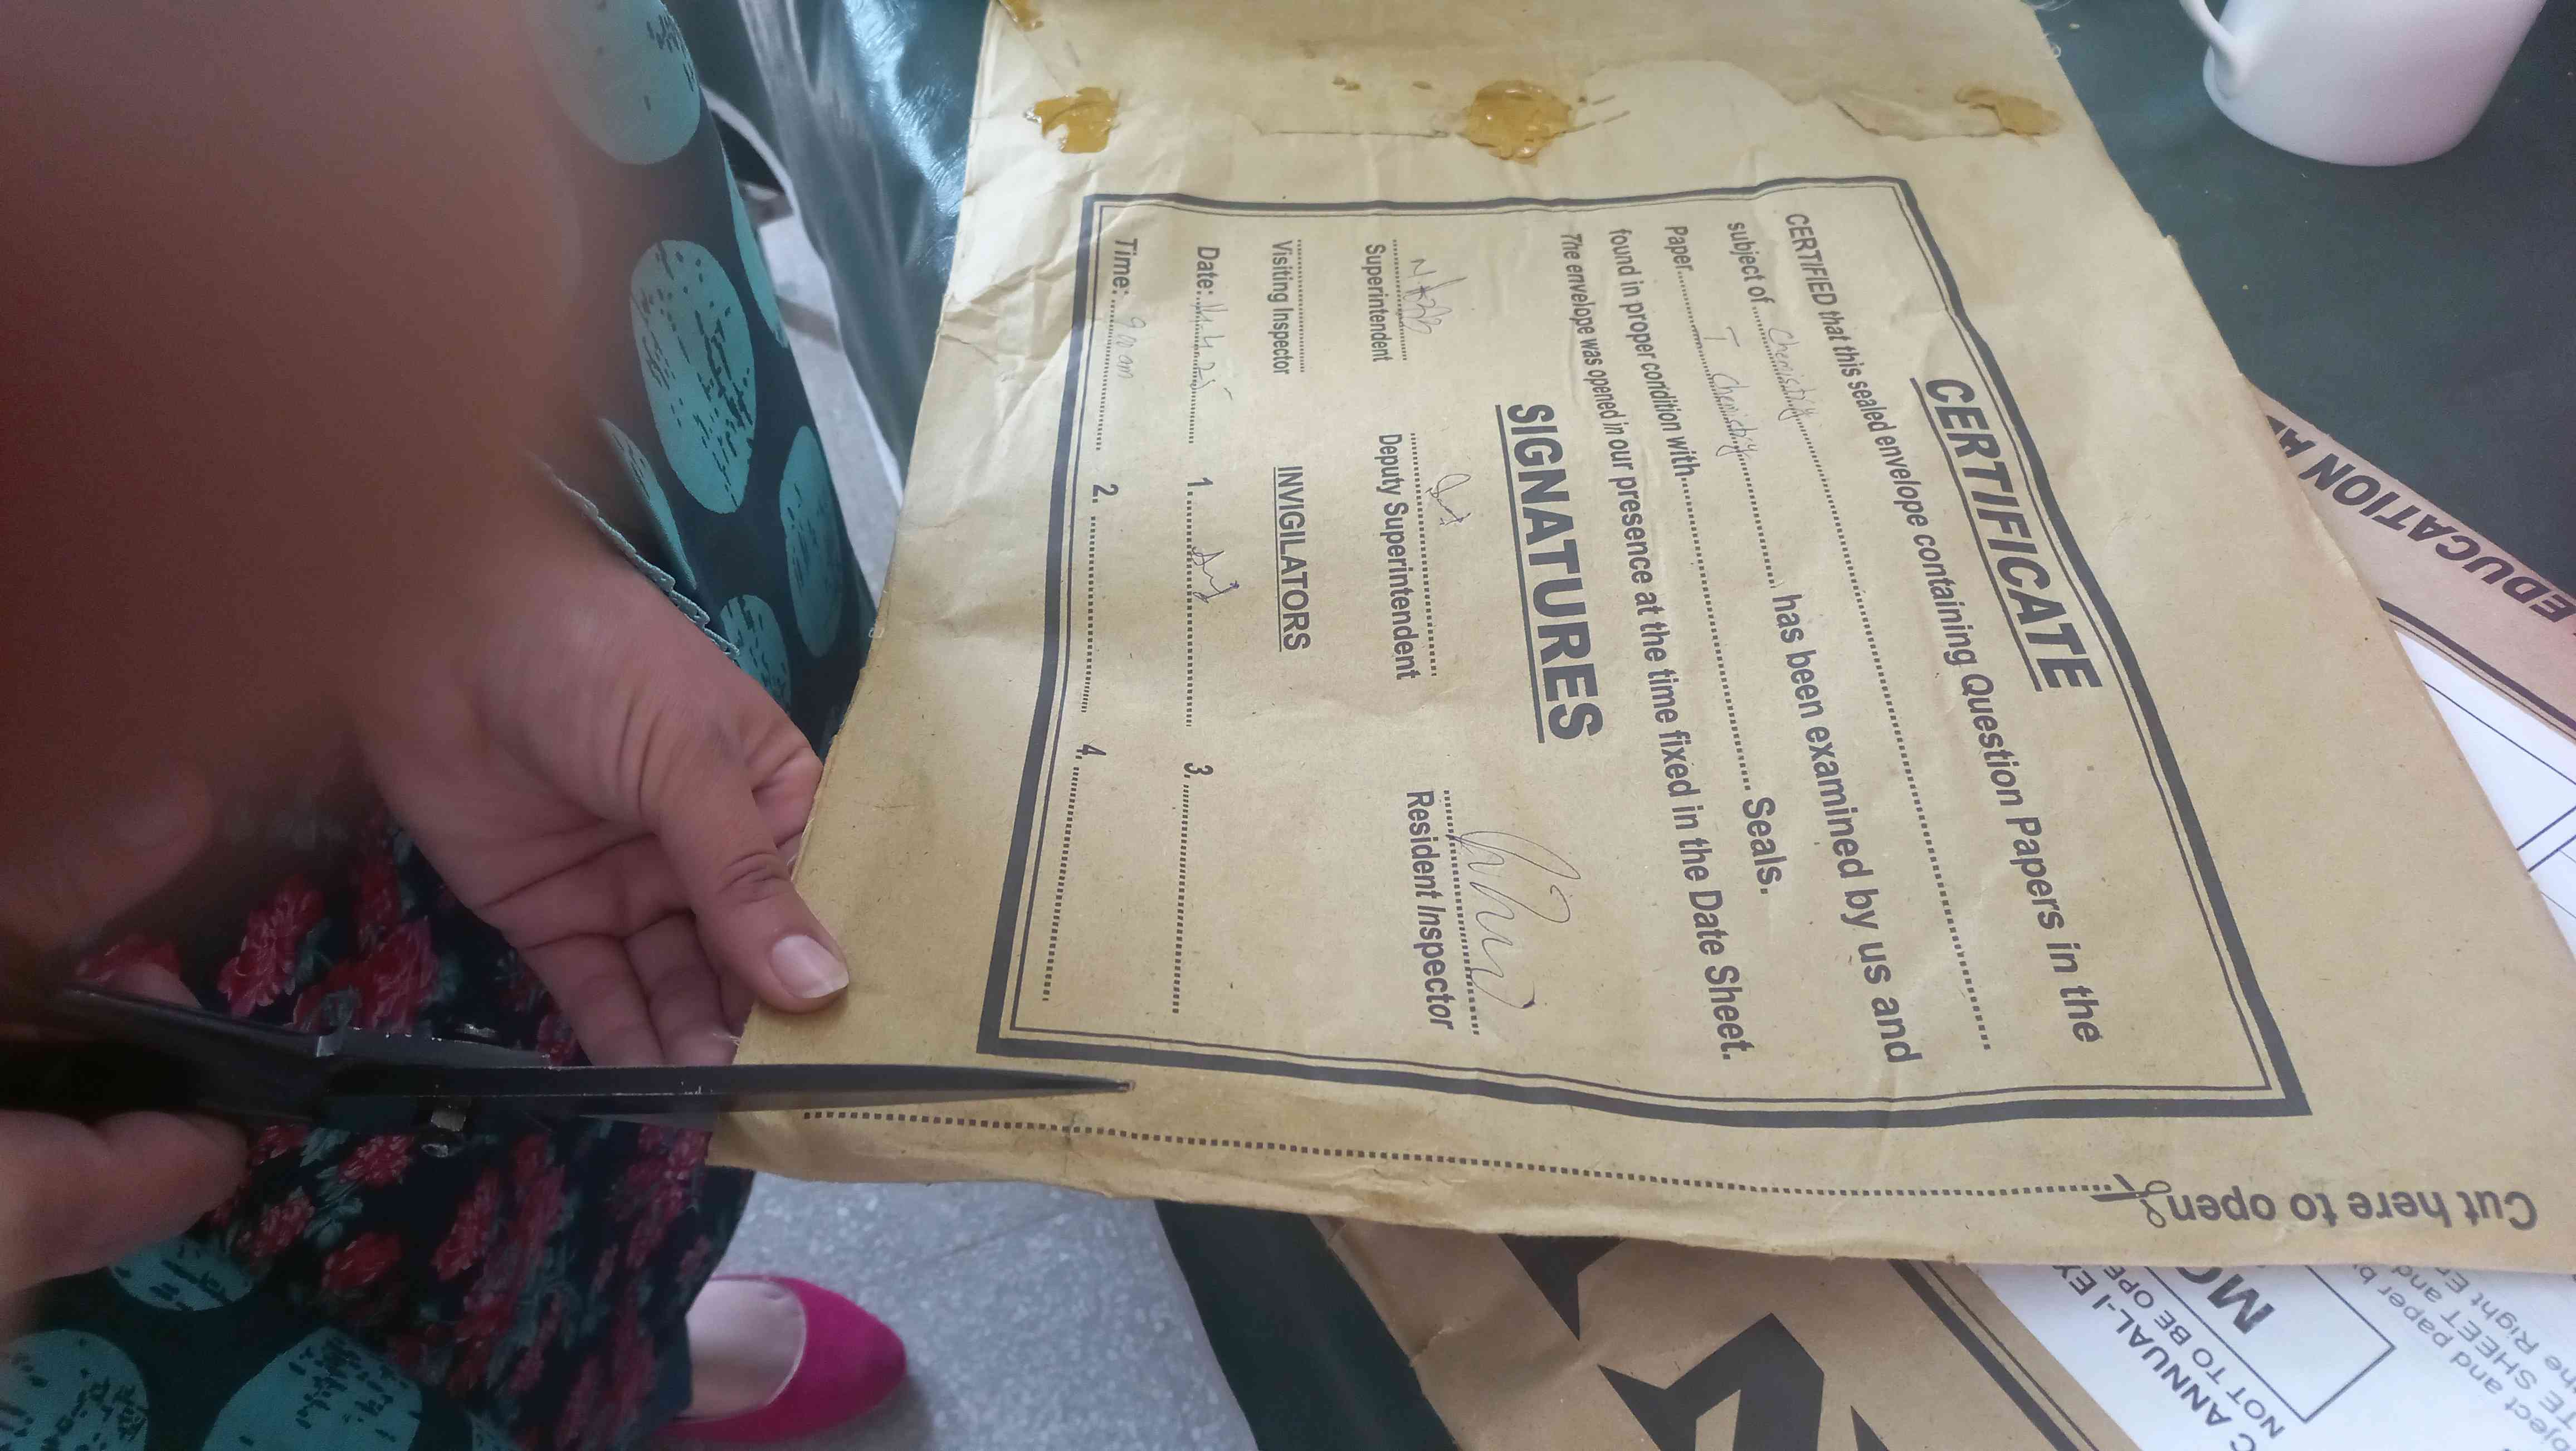 CERTIFICATE
CERTIFIED that this sealed envelope containing Question Papers in the
subject of Chemistry
Paper I Chemistry has been examined by us and
found in proper condition with Seals.
The envelope was opened in our presence at the time fixed in the Date Sheet.
SIGNATURES
Superintendent Deputy Superintendent Resident Inspector
Visiting Inspector INVIGILATORS
Date: 14.4.25 1. 3.
Time: 9:00 am 2. 4.
Cut here to open
EDUCATION
C ANNUAL-I
NOT TO BE